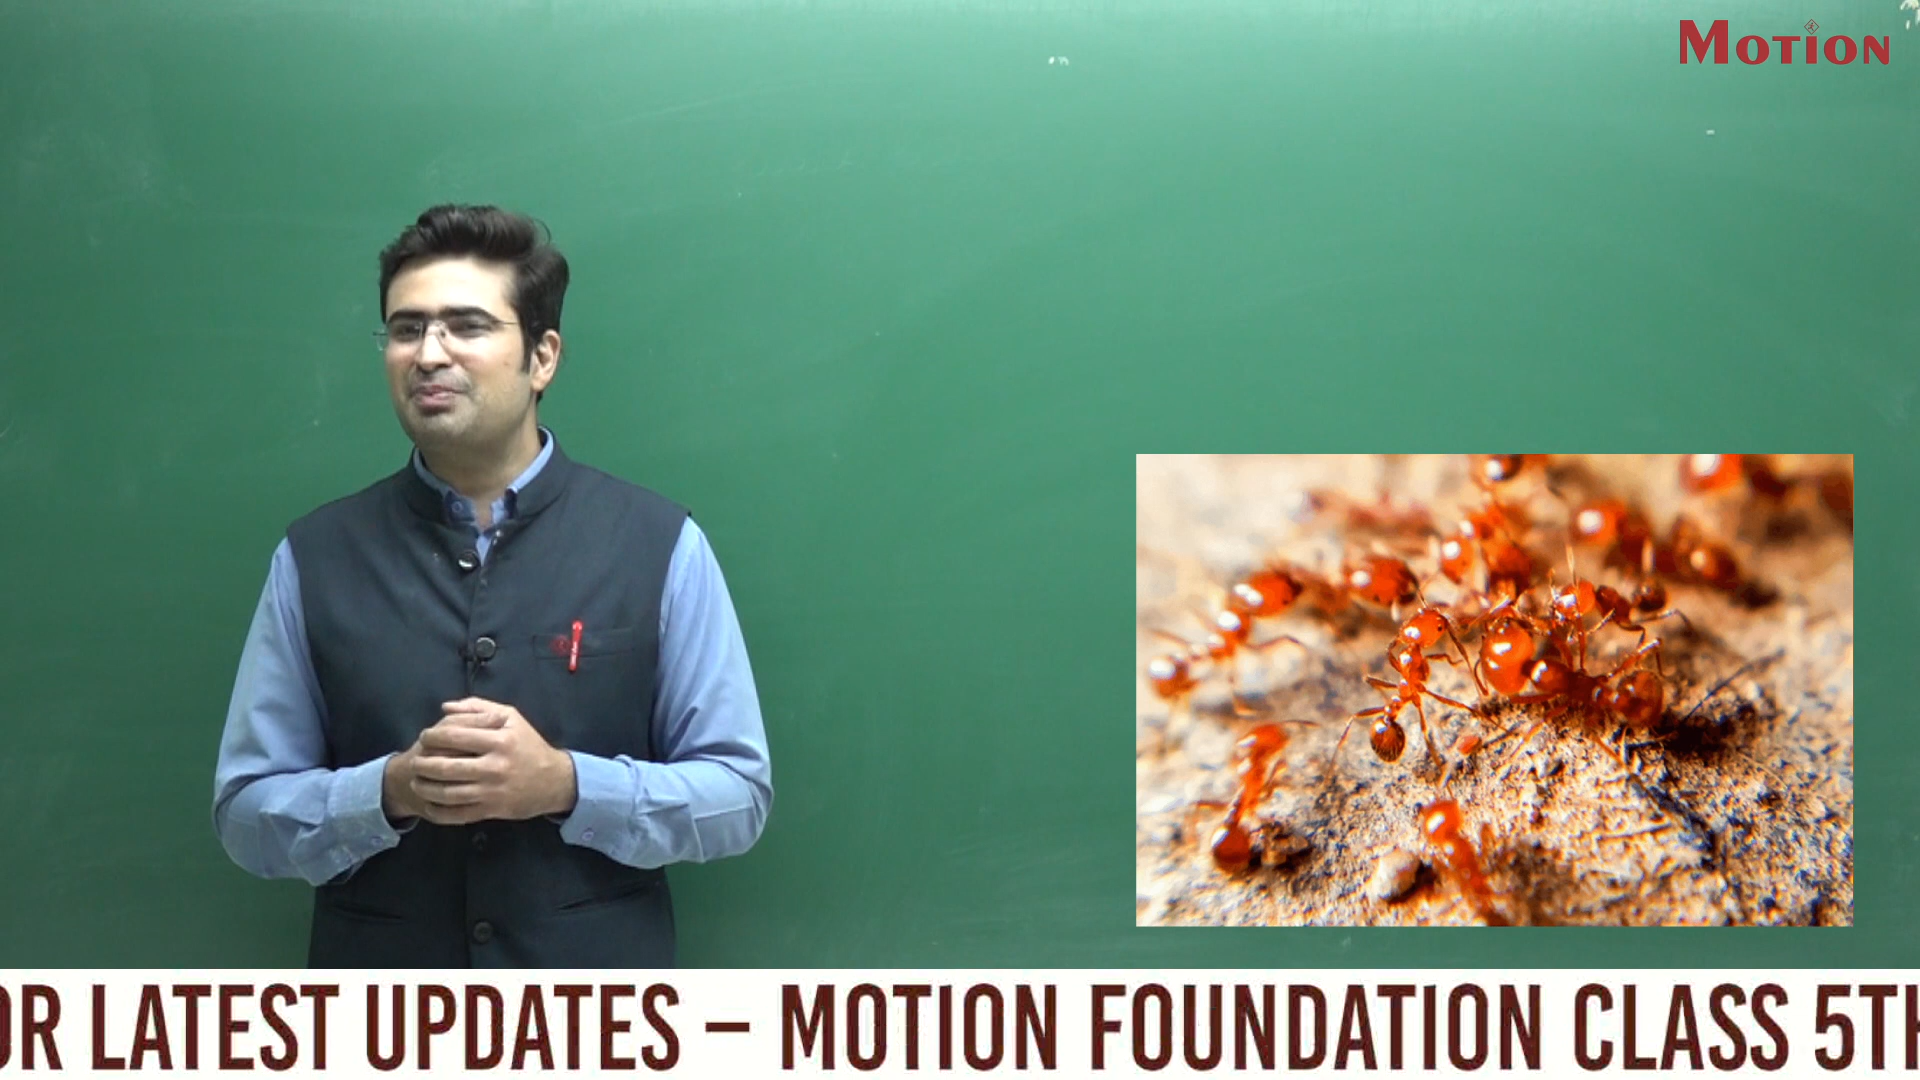 MOTION
OR LATEST UPDATES – MOTION FOUNDATION CLASS 5TH